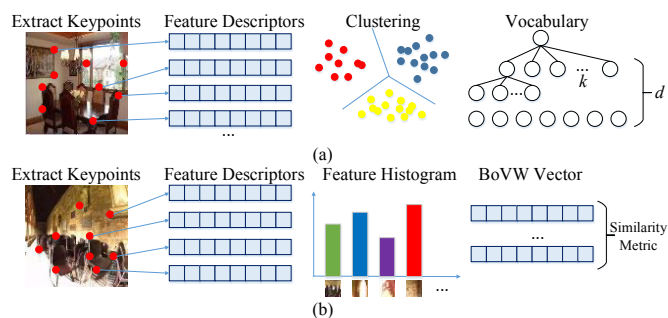 Extract Keypoints Feature Descriptors Clustering Vocabulary
...
k
d
...
...
(a)
Extract Keypoints Feature Descriptors Feature Histogram BoVW Vector
...
Similarity
Metric
...
(b)